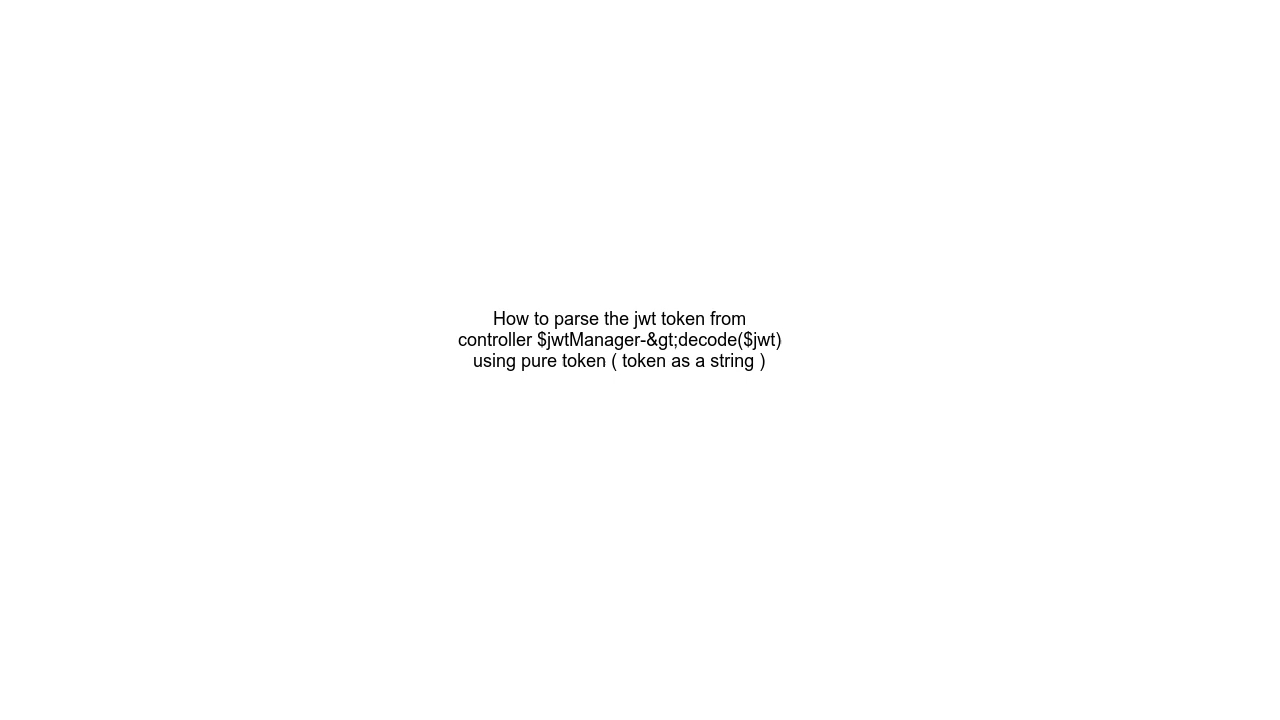 How to parse the jwt token from
controller $jwtManager-&gt;decode($jwt)
using pure token ( token as a string )